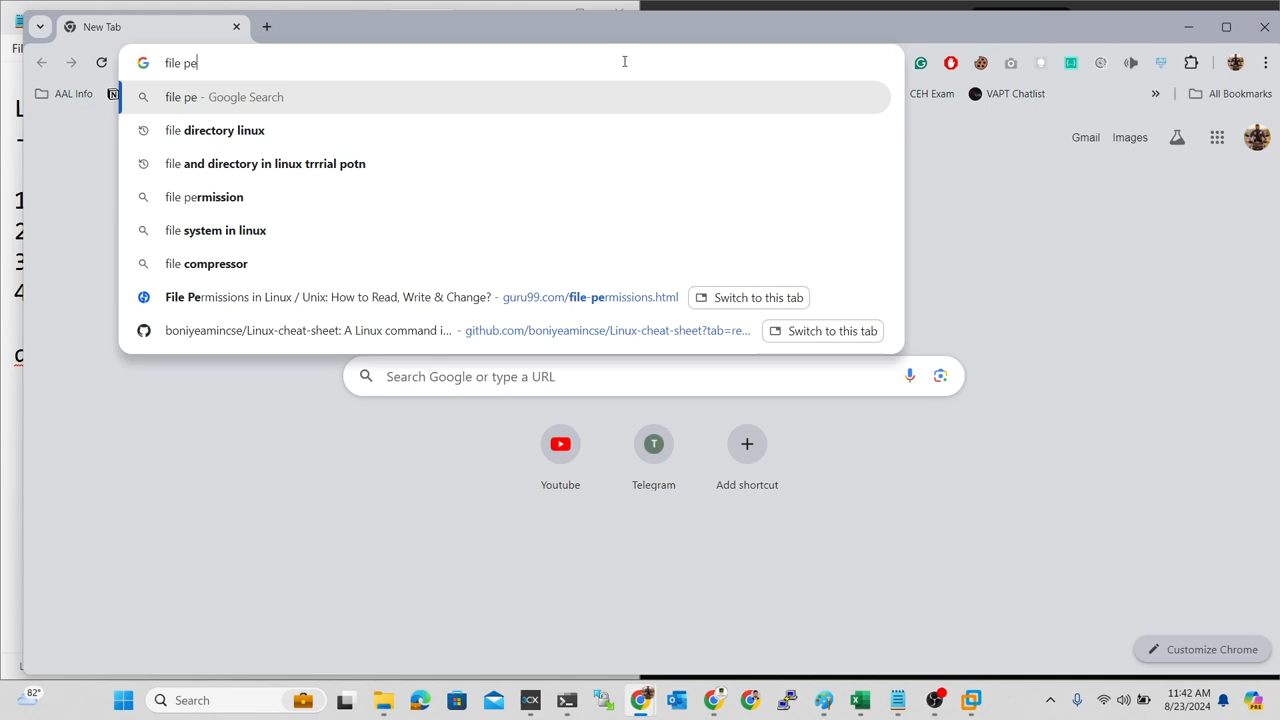 New Tab
file pe
AAL Info
CEH Exam
VAPT Chatlist
All Bookmarks
file pe - Google Search
file directory linux
file and directory in linux trrrial potn
file permission
file system in linux
file compressor
File Permissions in Linux / Unix: How to Read, Write & Change? - guru99.com/file-permissions.html
Switch to this tab
boniyeamincse/Linux-cheat-sheet: A Linux command i... - github.com/boniyeamincse/Linux-cheat-sheet?tab=re...
Switch to this tab
Gmail
Images
1
2
3
4
Search Google or type a URL
Youtube
Telegram
Add shortcut
Customize Chrome
82°
Search
11:42 AM
8/23/2024